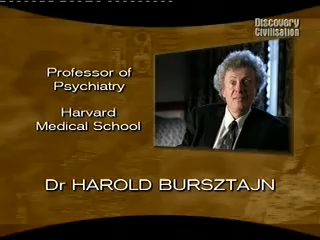 Discovery
Civilisation
Professor of
Psychiatry
Harvard
Medical School
Dr HAROLD BURSZTAJN